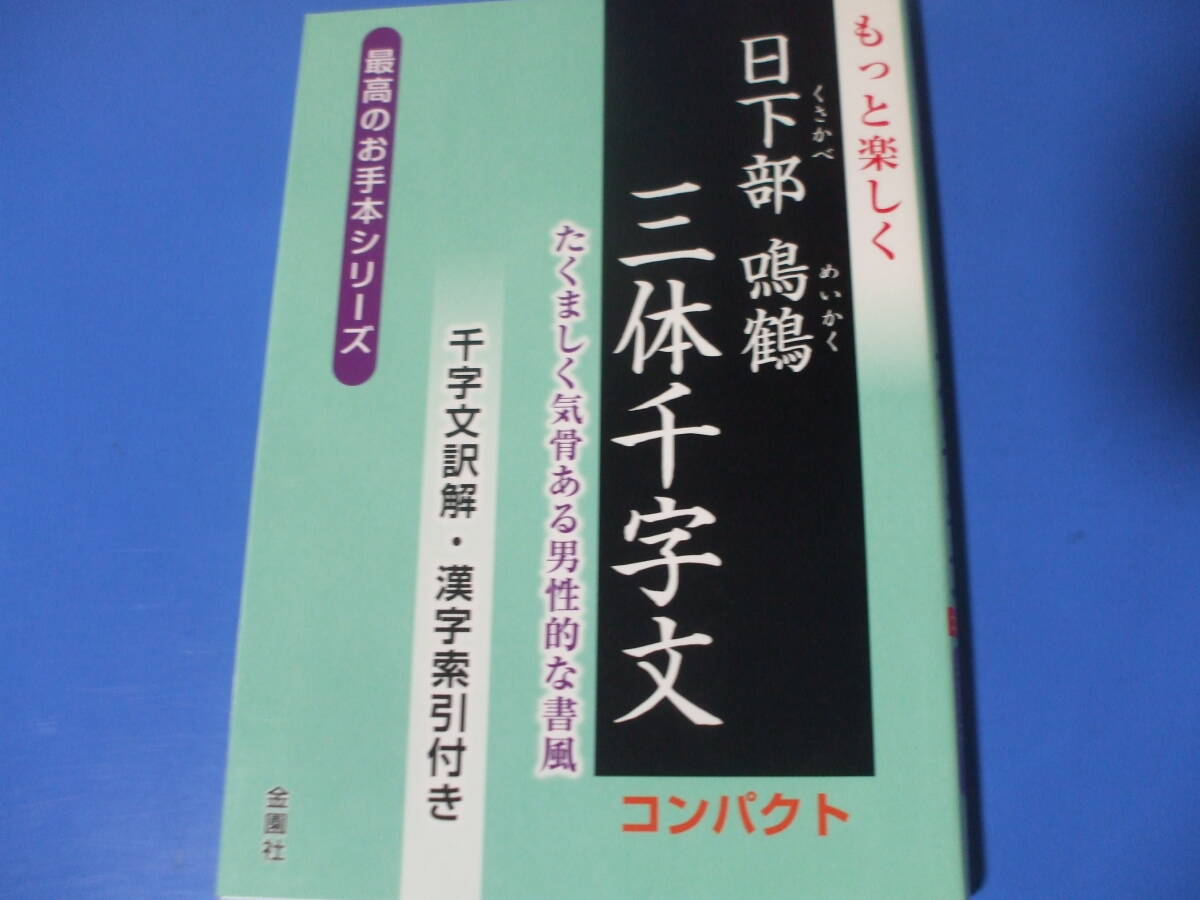 もっと楽しく
日下部 鳴鶴
くさかべ めいかく
三体千字文
たくましく気骨ある男性的な書風
千字文訳解・漢字索引付き
最高のお手本シリーズ
コンパクト
金園社